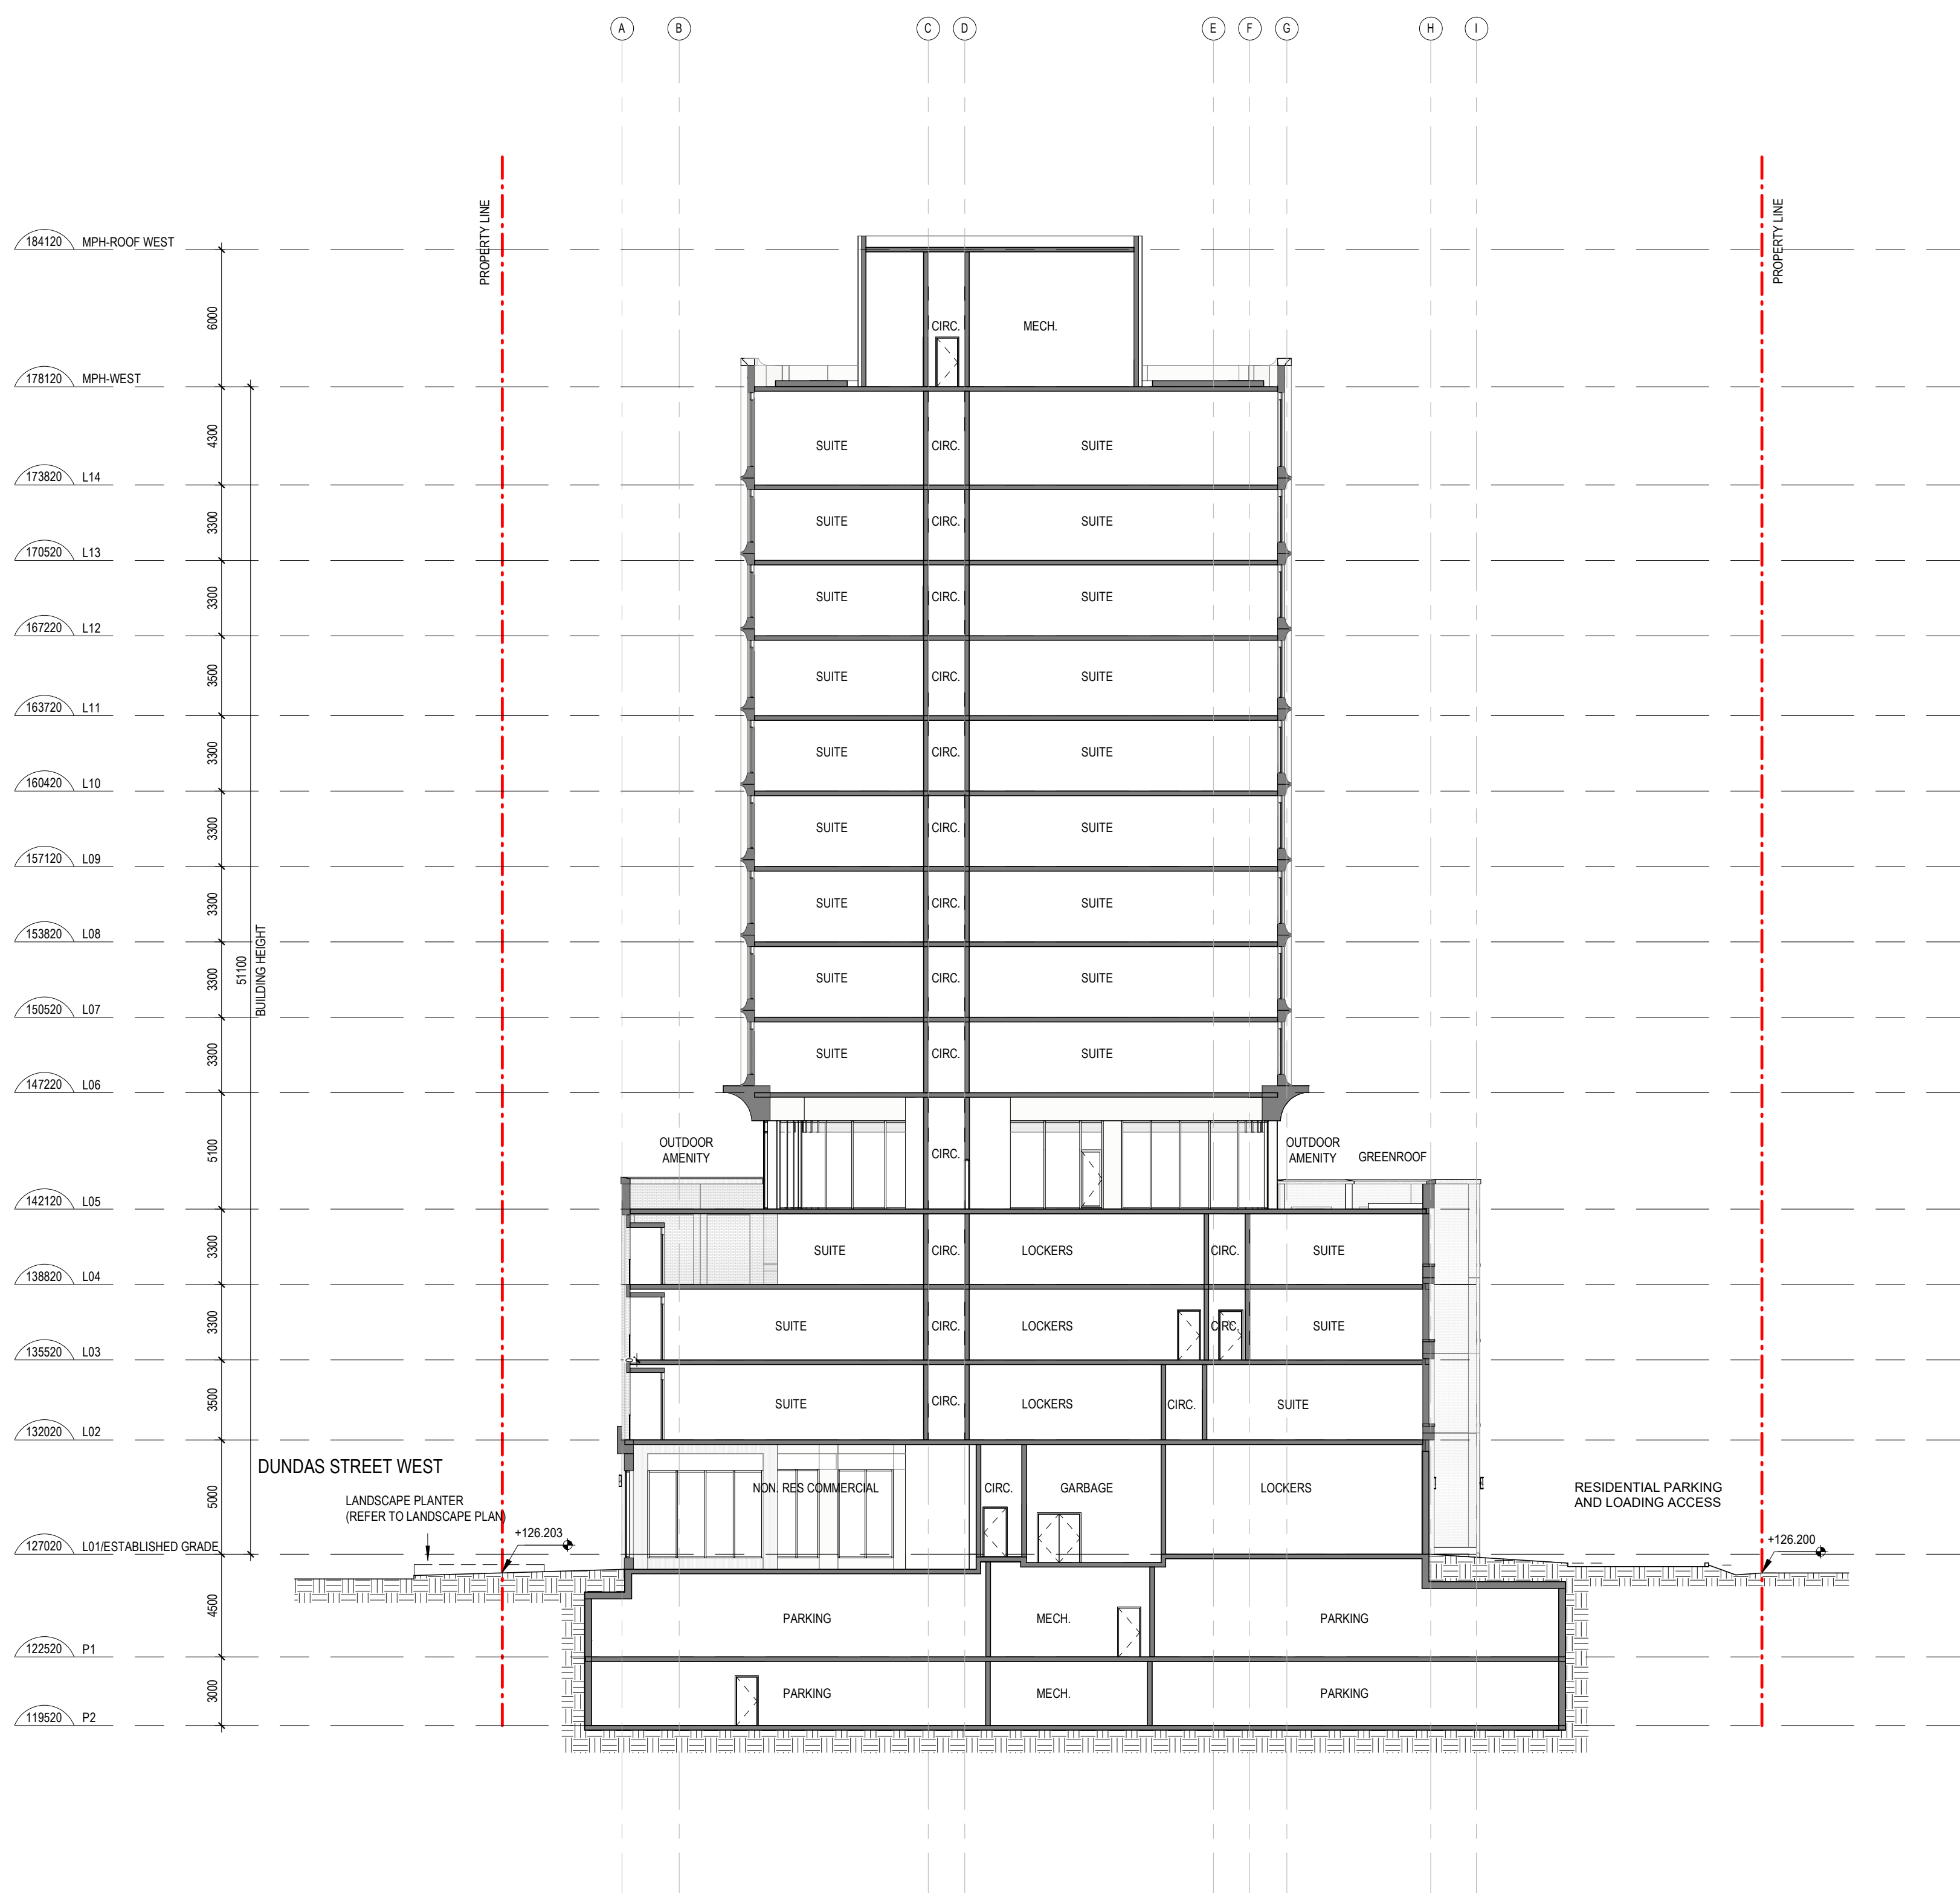 A B C D E F G H I
PROPERTY LINE
PROPERTY LINE
184120 MPH-ROOF WEST
6000
CIRC. MECH.
178120 MPH-WEST
4300
SUITE CIRC. SUITE
173820 L14
3300
SUITE CIRC. SUITE
170520 L13
3300
SUITE CIRC. SUITE
167220 L12
3500
SUITE CIRC. SUITE
163720 L11
3300
SUITE CIRC. SUITE
160420 L10
3300
SUITE CIRC. SUITE
157120 L09
3300
SUITE CIRC. SUITE
153820 L08
51100
BUILDING HEIGHT
3300
SUITE CIRC. SUITE
150520 L07
3300
SUITE CIRC. SUITE
147220 L06
5100
OUTDOOR
AMENITY
CIRC.
OUTDOOR
AMENITY
GREENROOF
142120 L05
3300
SUITE CIRC. LOCKERS CIRC. SUITE
138820 L04
3300
SUITE CIRC. LOCKERS CIRC. SUITE
135520 L03
3500
SUITE CIRC. LOCKERS CIRC. SUITE
132020 L02
DUNDAS STREET WEST
5000
NON. RES COMMERCIAL CIRC. GARBAGE LOCKERS
RESIDENTIAL PARKING
AND LOADING ACCESS
LANDSCAPE PLANTER
(REFER TO LANDSCAPE PLAN)
+126.203
+126.200
127020 L01/ESTABLISHED GRADE
4500
PARKING MECH. PARKING
122520 P1
3000
PARKING MECH. PARKING
119520 P2